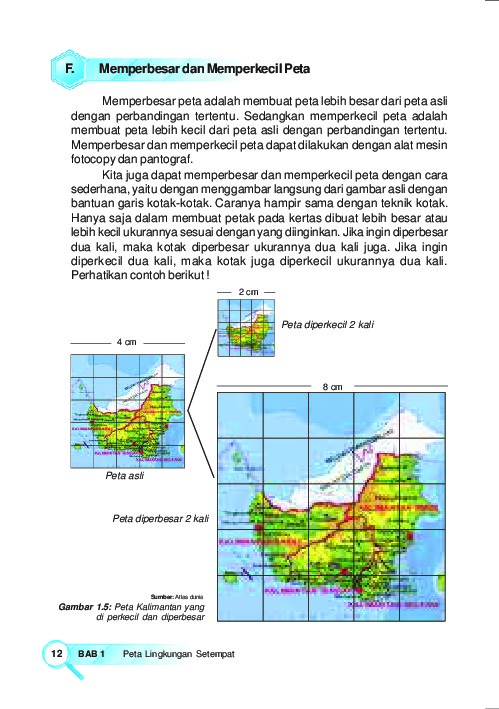 F. Memperbesar dan Memperkecil Peta
Memperbesar peta adalah membuat peta lebih besar dari peta asli
dengan perbandingan tertentu. Sedangkan memperkecil peta adalah
membuat peta lebih kecil dari peta asli dengan perbandingan tertentu.
Memperbesar dan memperkecil peta dapat dilakukan dengan alat mesin
fotocopy dan pantograf.
Kita juga dapat memperbesar dan memperkecil peta dengan cara
sederhana, yaitu dengan menggambar langsung dari gambar asli dengan
bantuan garis kotak-kotak. Caranya hampir sama dengan teknik kotak.
Hanya saja dalam membuat petak pada kertas dibuat lebih besar atau
lebih kecil ukurannya sesuai dengan yang diinginkan. Jika ingin diperbesar
dua kali, maka kotak diperbesar ukurannya dua kali juga. Jika ingin
diperkecil dua kali, maka kotak juga diperkecil ukurannya dua kali.
Perhatikan contoh berikut !
2 cm
Peta diperkecil 2 kali
4 cm
8 cm
Peta asli
Peta diperbesar 2 kali
Sumber: Atlas dunia
Gambar 1.5: Peta Kalimantan yang
di perkecil dan diperbesar
12 BAB 1 Peta Lingkungan Setempat